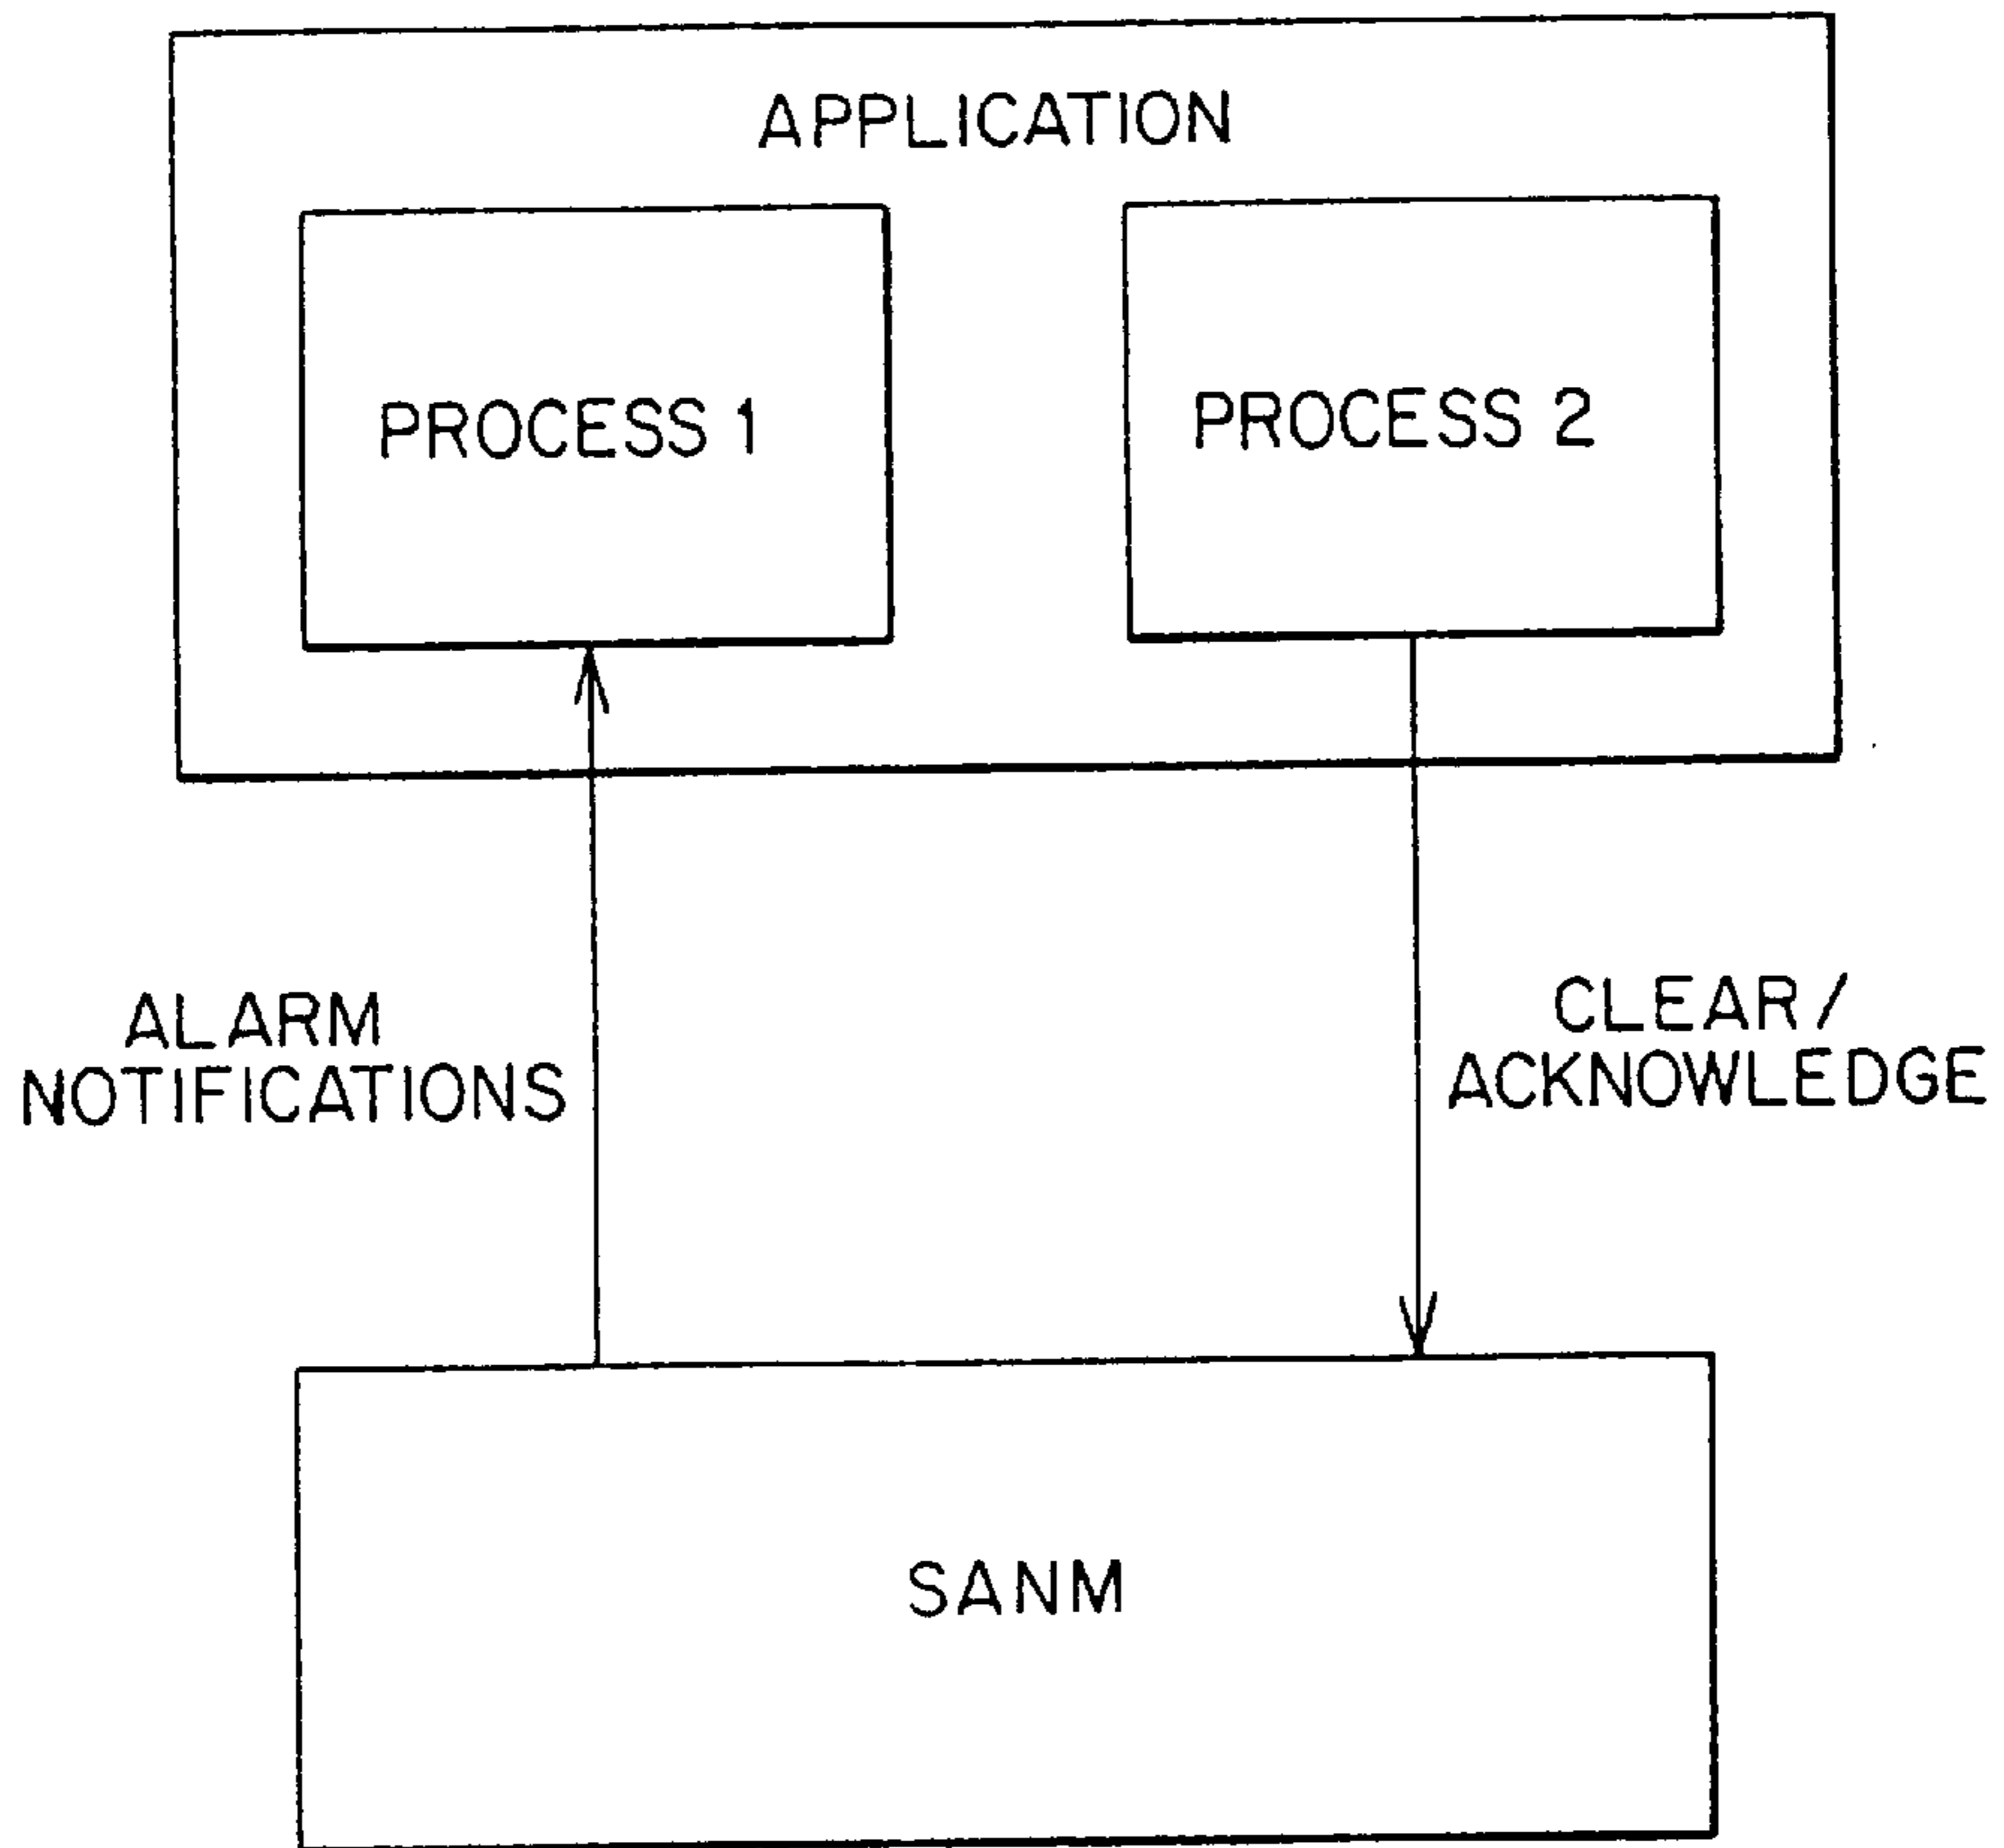 APPLICATION
PROCESS 1
PROCESS 2
ALARM
NOTIFICATIONS
CLEAR/
ACKNOWLEDGE
SANM